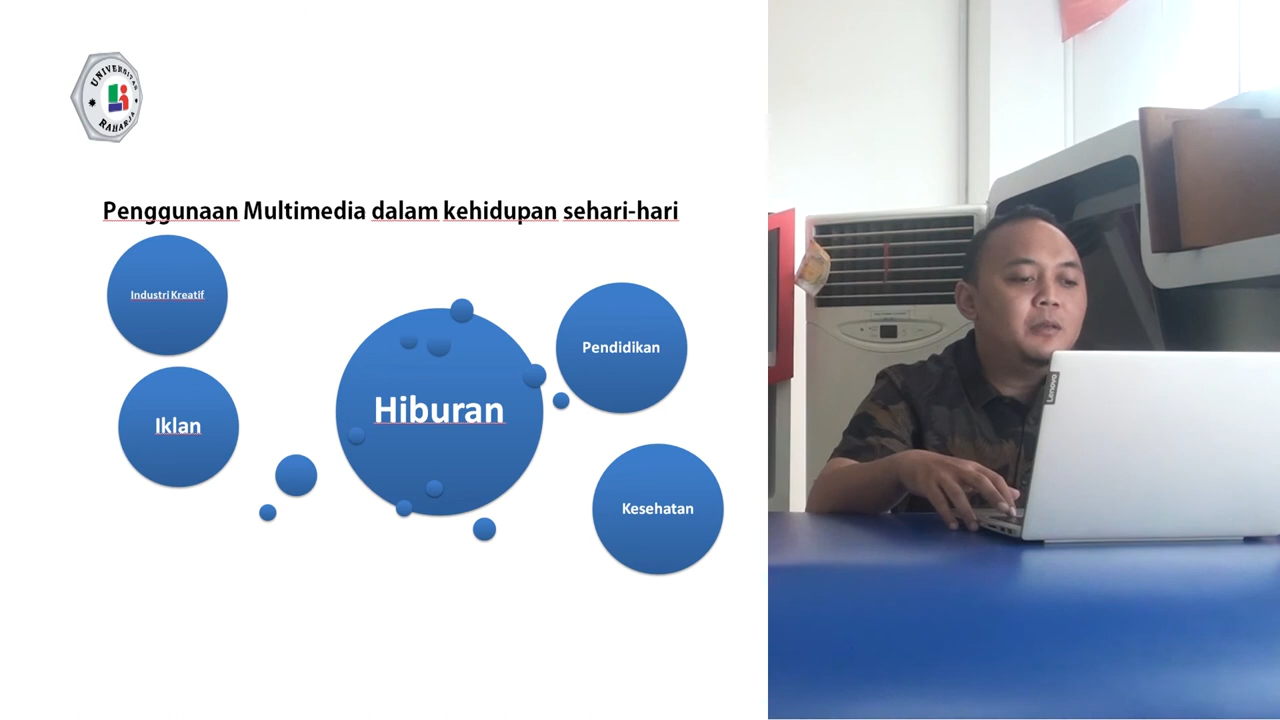 UNIVERSITAS
RAHARJA
Penggunaan Multimedia dalam kehidupan sehari-hari
Industri Kreatif
Pendidikan
Hiburan
Iklan
Kesehatan
Lenovo